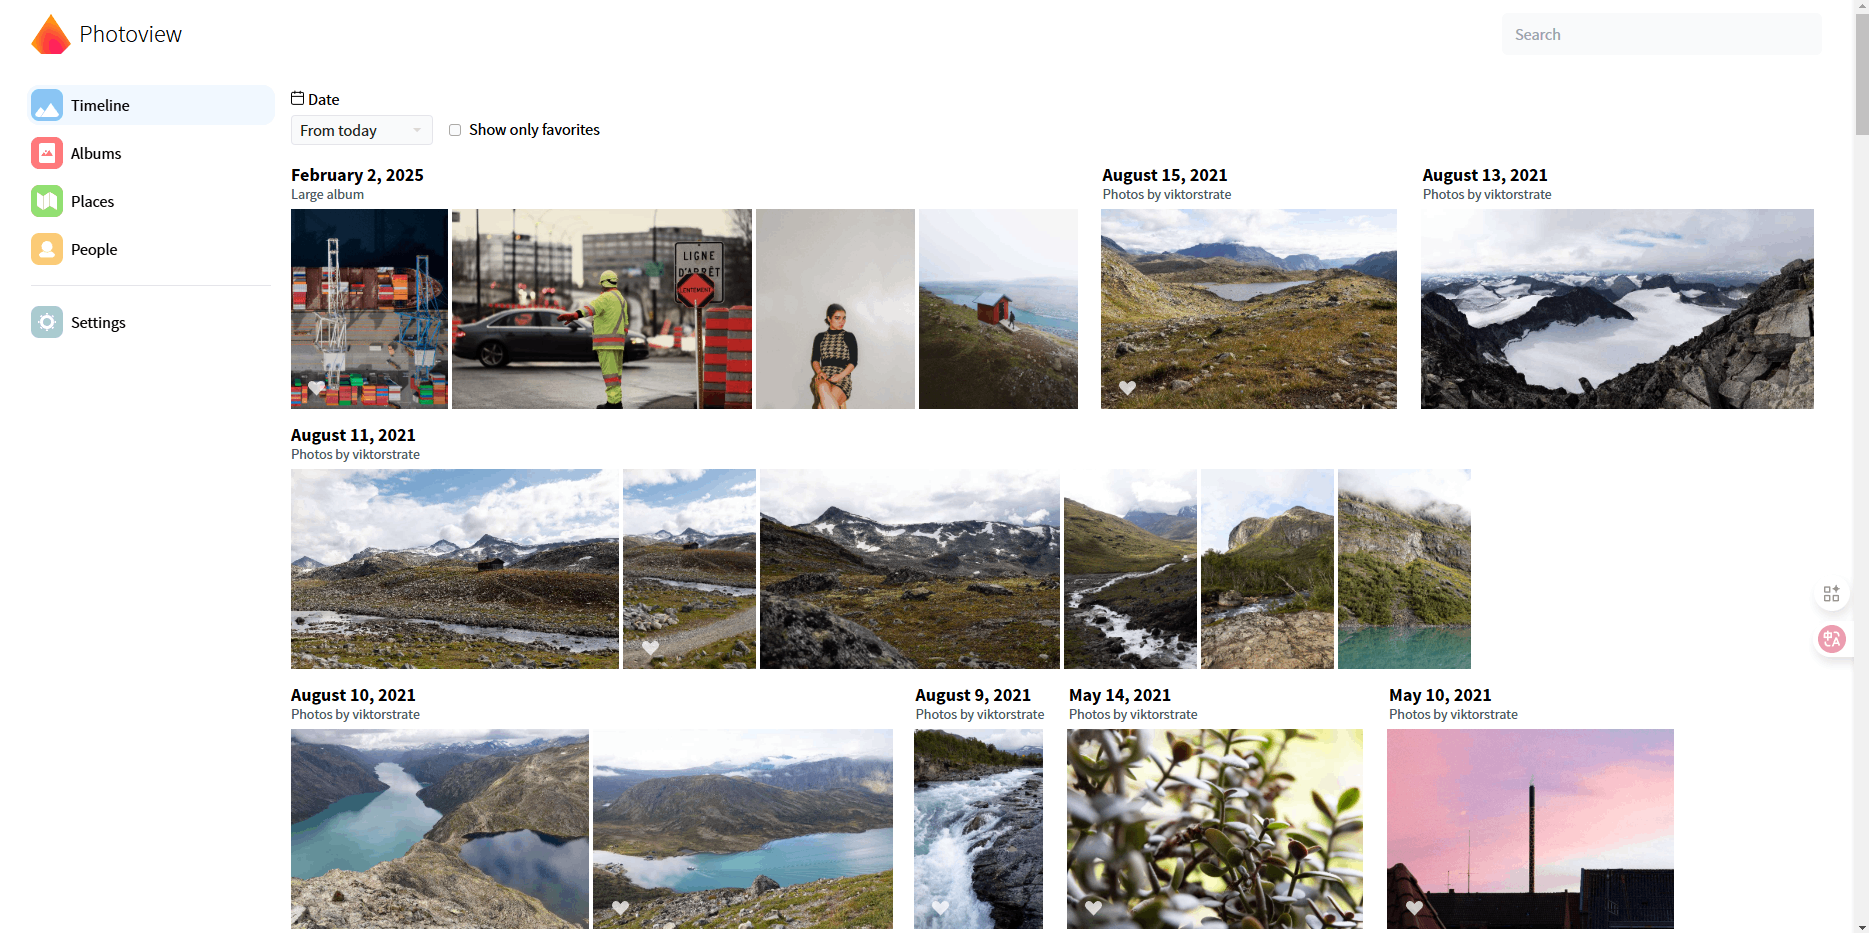 Photoview
Search
Timeline
Albums
Places
People
Settings
Date
From today
Show only favorites
February 2, 2025
Large album
LIGNE
D'ARRÊT
August 15, 2021
Photos by viktorstrate
August 13, 2021
Photos by viktorstrate
August 11, 2021
Photos by viktorstrate
August 10, 2021
Photos by viktorstrate
August 9, 2021
Photos by viktorstrate
May 14, 2021
Photos by viktorstrate
May 10, 2021
Photos by viktorstrate
中A